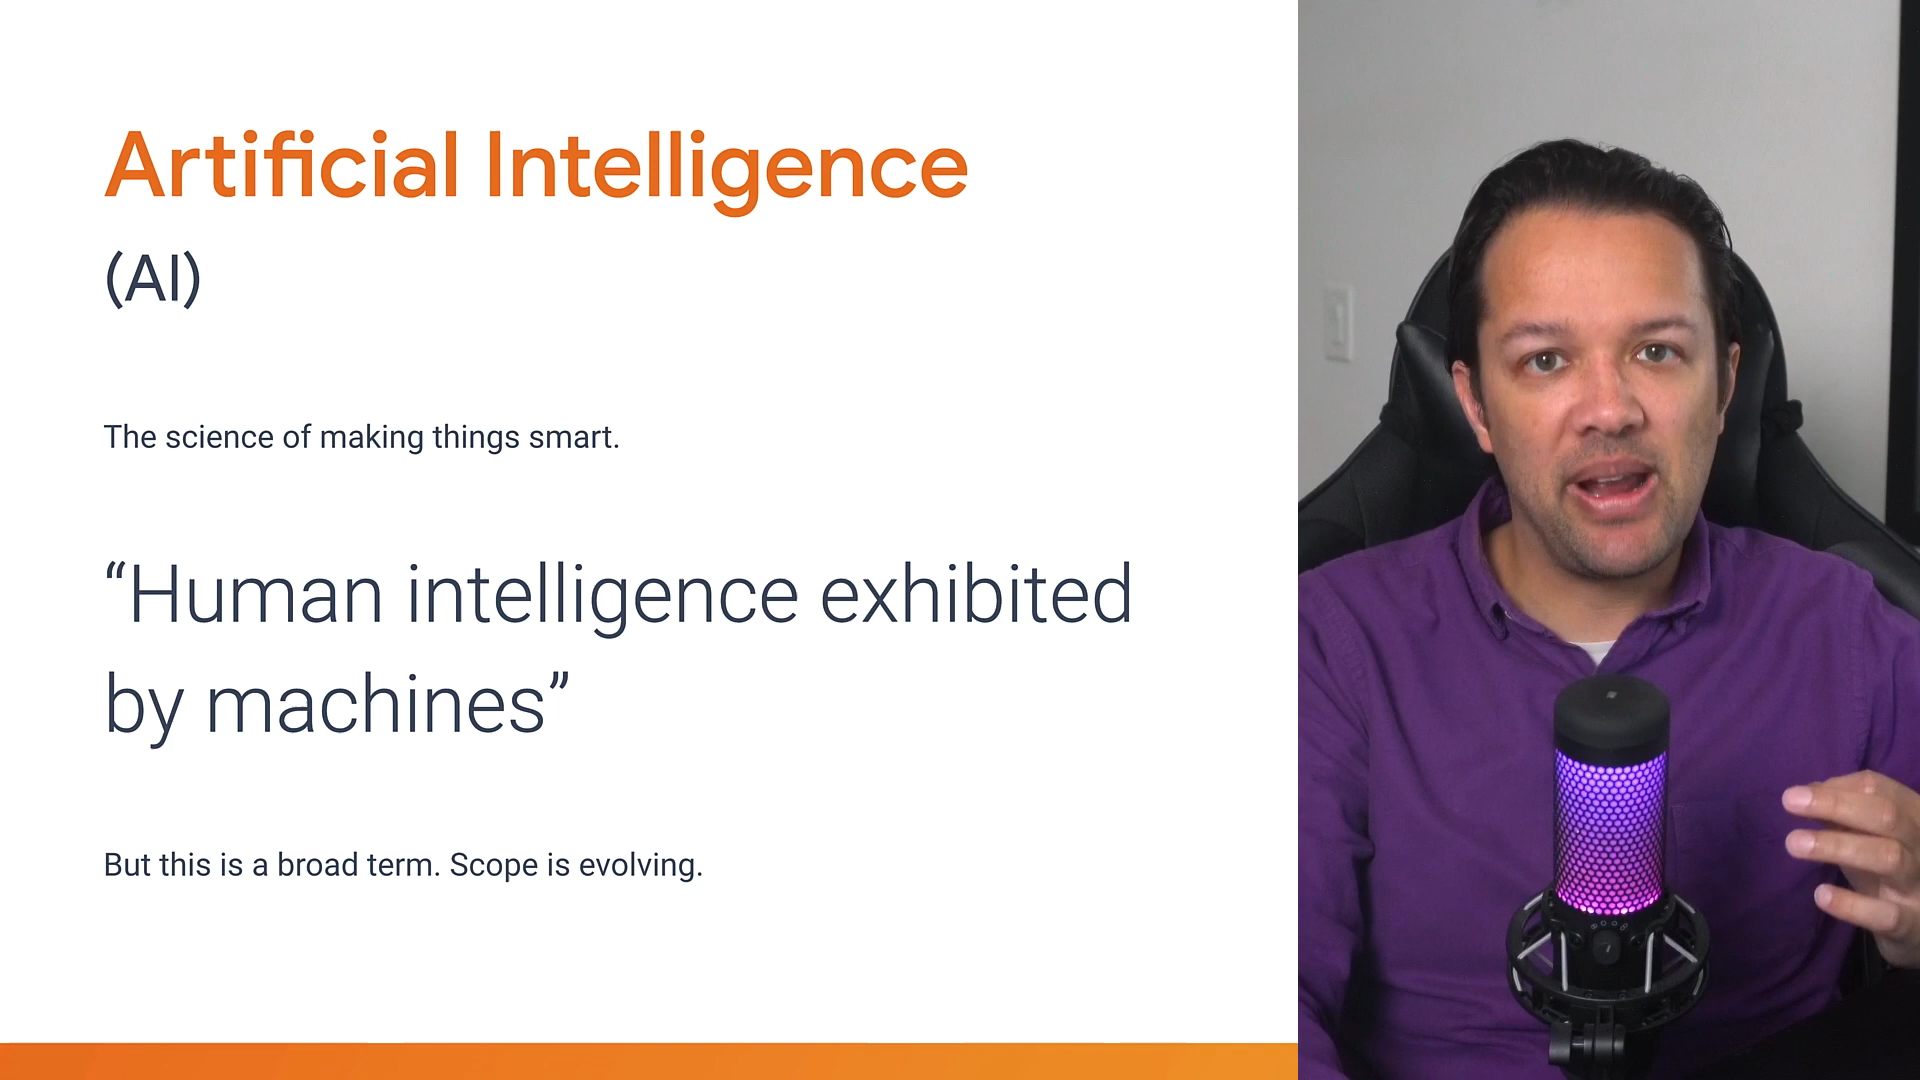 Artificial Intelligence
(AI)
The science of making things smart.
“Human intelligence exhibited
by machines”
But this is a broad term. Scope is evolving.